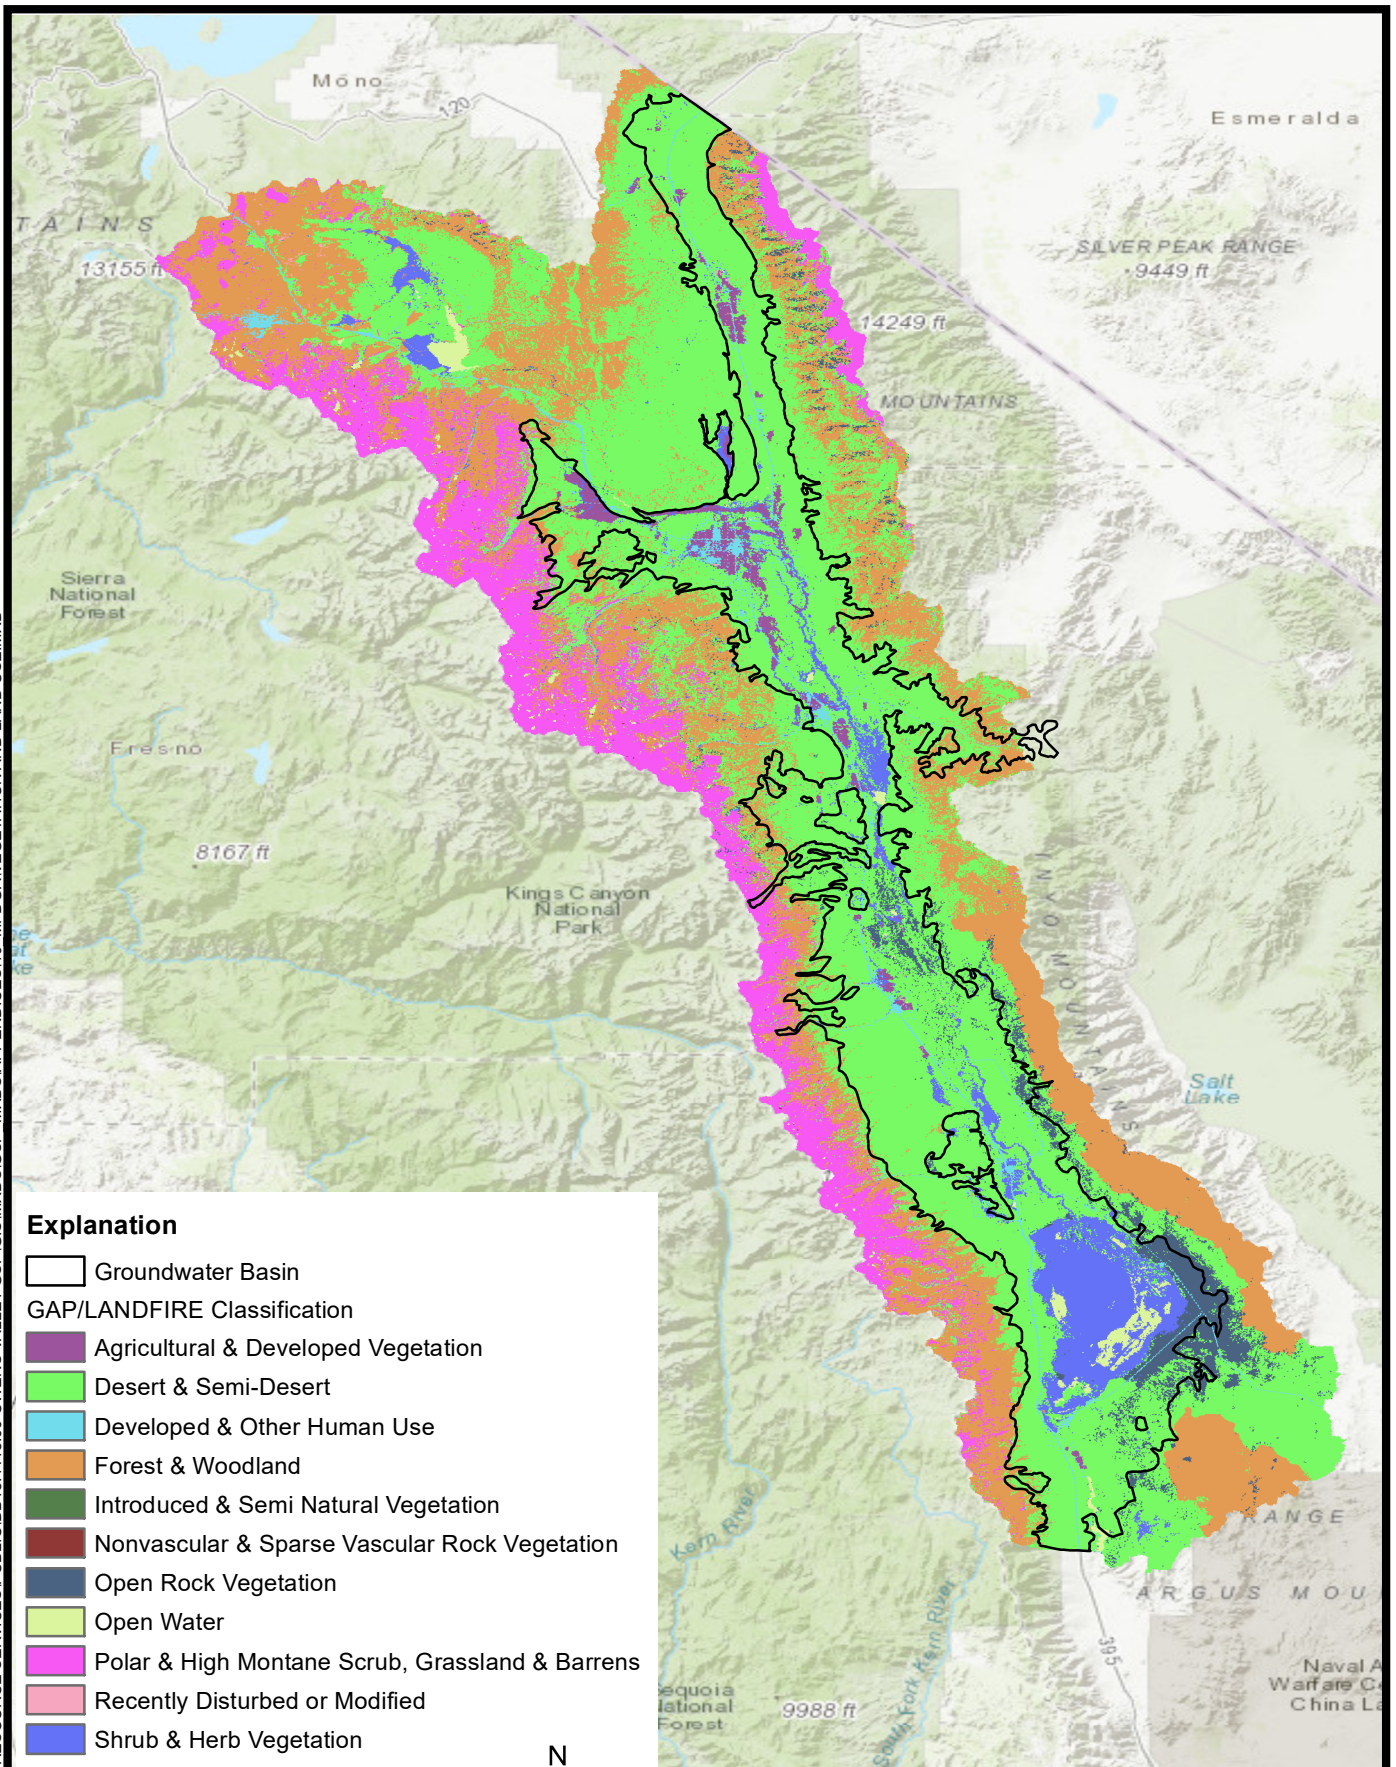 Mono
120
Esmeralda
TAINS
13155 ft
SILVER PEAK RANGE
9449 ft
14249 ft
MOUNTAINS
Sierra
National
Forest
Fresno
8167 ft
Kings Canyon
National
Park
INYO MOUNTAINS
Salt
Lake
Explanation
Groundwater Basin
GAP/LANDFIRE Classification
Agricultural & Developed Vegetation
Desert & Semi-Desert
Developed & Other Human Use
Forest & Woodland
Introduced & Semi Natural Vegetation
Nonvascular & Sparse Vascular Rock Vegetation
Open Rock Vegetation
Open Water
Polar & High Montane Scrub, Grassland & Barrens
Recently Disturbed or Modified
Shrub & Herb Vegetation
N
Kern River
South Fork Kern River
RANGE
ARGUS MOU
395
Naval A
Warfare Ce
China La
equoia
National
Forest
9988 ft